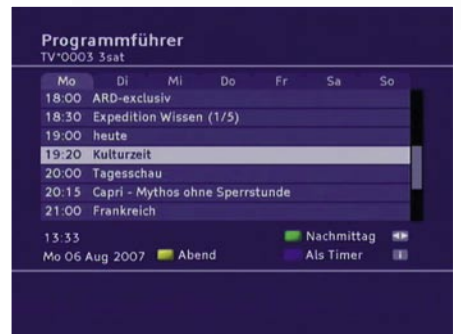 Programmführer
TV*0003 3sat
Mo Di Mi Do Fr Sa So
18:00 ARD-exclusiv
18:30 Expedition Wissen (1/5)
19:00 heute
19:20 Kulturzeit
20:00 Tagesschau
20:15 Capri - Mythos ohne Sperrstunde
21:00 Frankreich
13:33 Nachmittag
Mo 06 Aug 2007 Abend Als Timer i